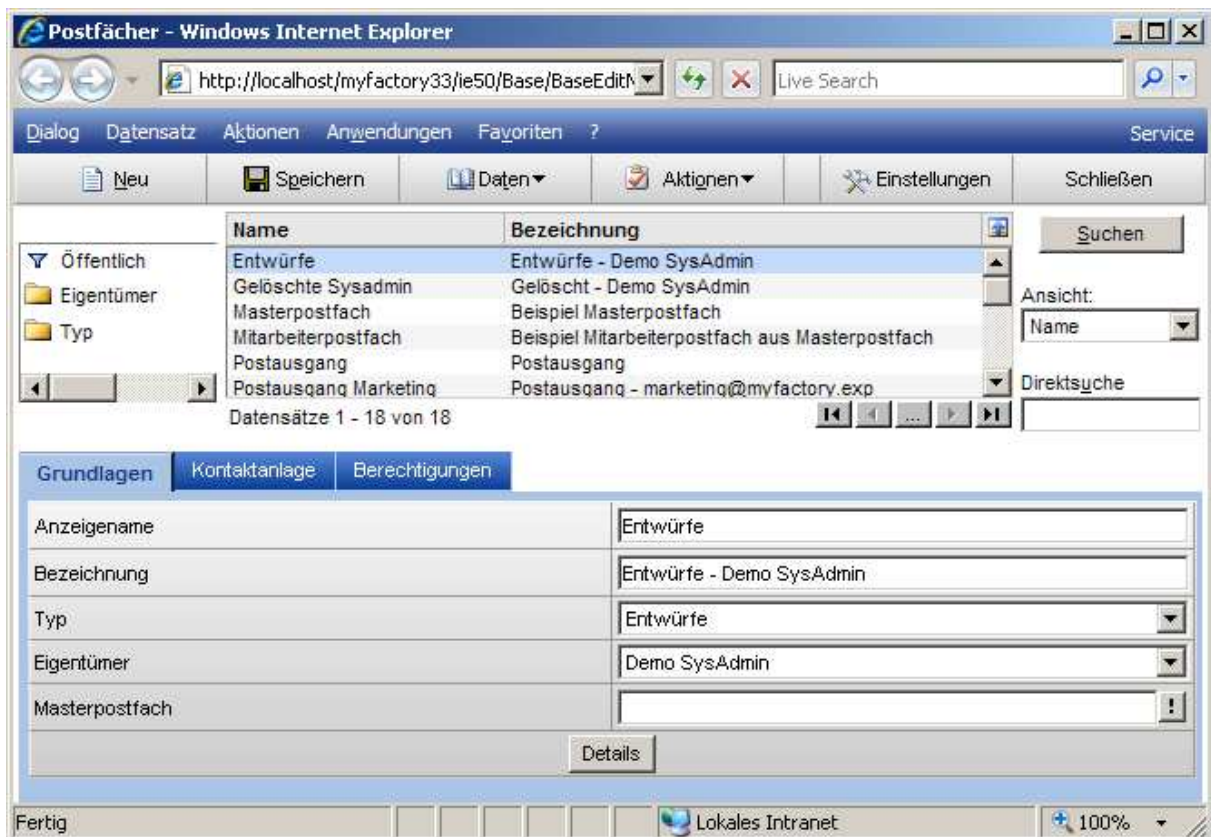 Postfächer - Windows Internet Explorer
http://localhost/myfactory33/ie50/Base/BaseEditM
Live Search
Dialog Datensatz Aktionen Anwendungen Favoriten ? Service
Neu Speichern Daten Aktionen Einstellungen Schließen
Name Bezeichnung
Suchen
Öffentlich
Eigentümer
Typ
Entwürfe Entwürfe - Demo SysAdmin
Gelöschte Sysadmin Gelöscht - Demo SysAdmin
Masterpostfach Beispiel Masterpostfach
Mitarbeiterpostfach Beispiel Mitarbeiterpostfach aus Masterpostfach
Postausgang Postausgang
Postausgang Marketing Postausgang - marketing@myfactory.exp
Ansicht:
Name
Direktsuche
Datensätze 1 - 18 von 18
...
Grundlagen Kontaktanlage Berechtigungen
Anzeigename Entwürfe
Bezeichnung Entwürfe - Demo SysAdmin
Typ Entwürfe
Eigentümer Demo SysAdmin
Masterpostfach !
Details
Fertig Lokales Intranet 100%